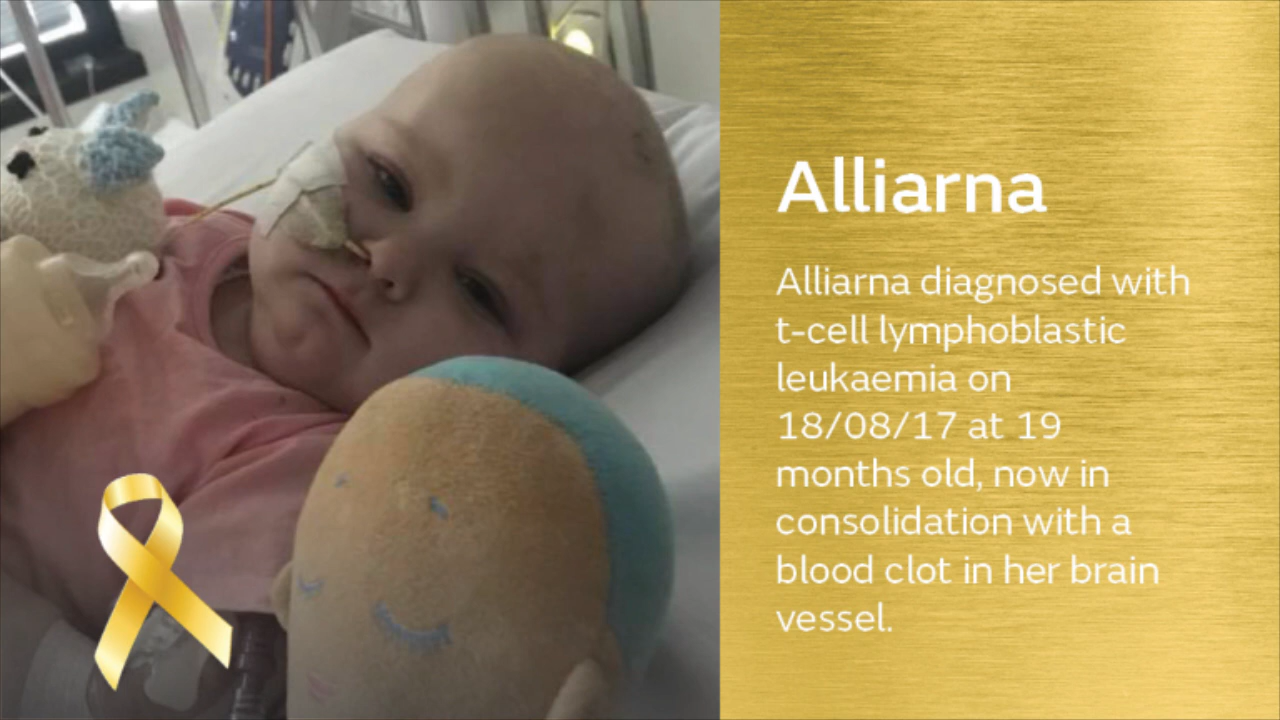 Alliarna
Alliarna diagnosed with
t-cell lymphoblastic
leukaemia on
18/08/17 at 19
months old, now in
consolidation with a
blood clot in her brain
vessel.